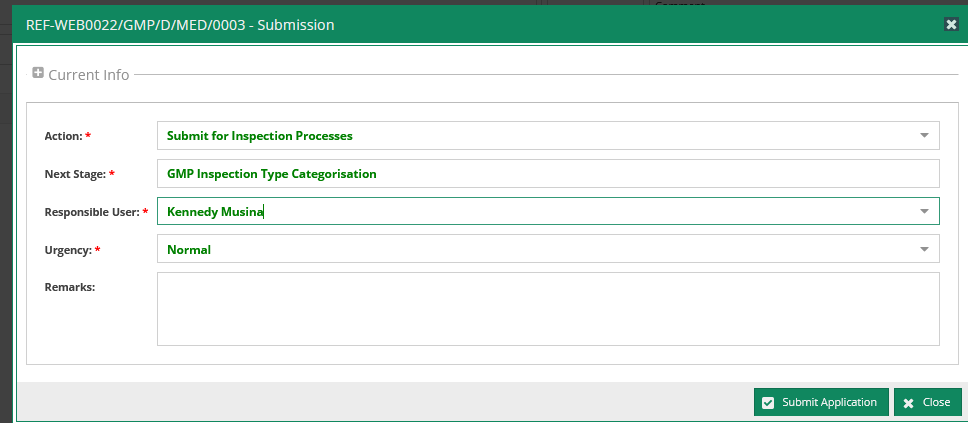 Comment
REF-WEB0022/GMP/D/MED/0003 - Submission
Current Info
Action: * Submit for Inspection Processes
Next Stage: * GMP Inspection Type Categorisation
Responsible User: * Kennedy Musina
Urgency: * Normal
Remarks:
Submit Application Close